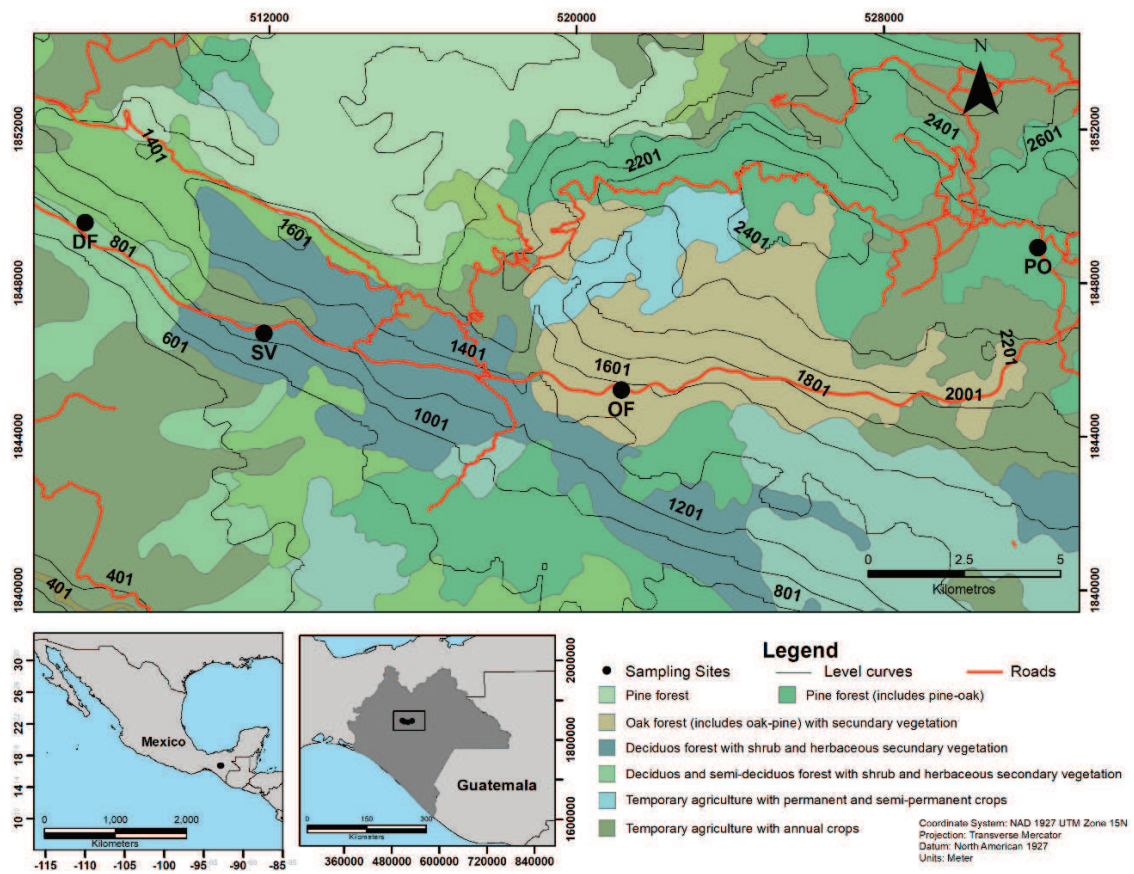 512000
520000
528000
N
1852000
1848000
1844000
1840000
1852000
1848000
1844000
1840000
1401
2201
2401
2601
DF
801
1601
2401
PO
SV
601
1401
1601
1801
2201
2001
OF
1001
1201
401
401
801
0 2.5 5
Kilometros
30
26
22
18
14
10
Mexico
0 1,000 2,000
Kilometers
-115 -110 -105 -100 -95 -90 -85
2000000
1800000
1600000
Guatemala
0 150 300
Kilometers
360000 480000 600000 720000 840000
Legend
Sampling Sites Level curves Roads
Pine forest Pine forest (includes pine-oak)
Oak forest (includes oak-pine) with secundary vegetation
Deciduos forest with shrub and herbaceous secondary vegetation
Deciduos and semi-deciduos forest with shrub and herbaceous secundary vegetation
Temporary agriculture with permanent and semi-permanent crops
Temporary agriculture with annual crops
Coordinate System: NAD 1927 UTM Zone 15N
Projection: Transverse Mercator
Datum: North American 1927
Units: Meter